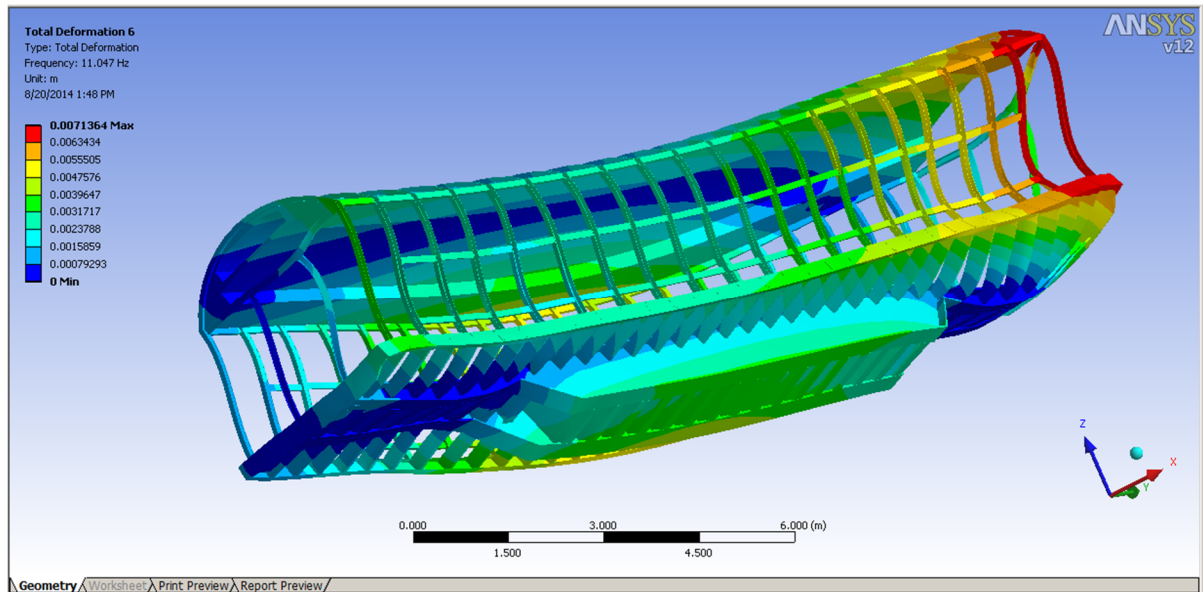 Total Deformation 6
Type: Total Deformation
Frequency: 11.047 Hz
Unit: m
8/20/2014 1:48 PM
0.0071364 Max
0.0063434
0.0055505
0.0047576
0.0039647
0.0031717
0.0023788
0.0015859
0.00079293
0 Min
ANSYS
v12
Z
X
Y
0.000 3.000 6.000 (m)
1.500 4.500
Geometry Worksheet Print Preview Report Preview